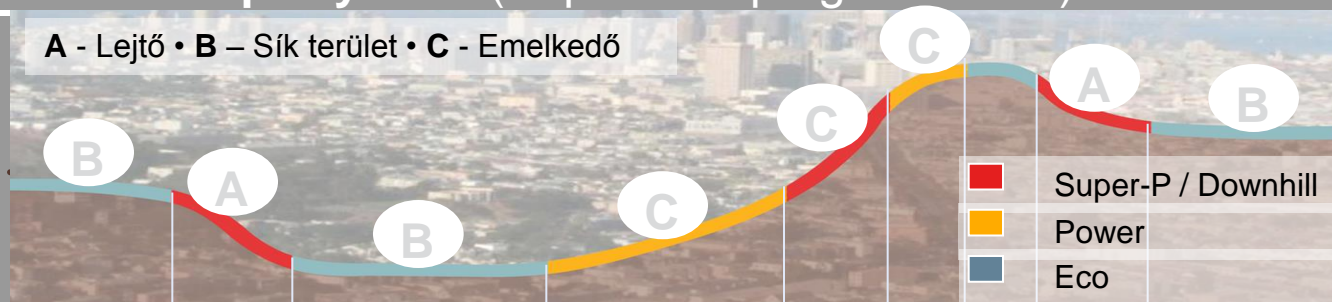 A - Lejtő • B – Sík terület • C - Emelkedő
C
A
B
C
B
A
C
B
Super-P / Downhill
Power
Eco